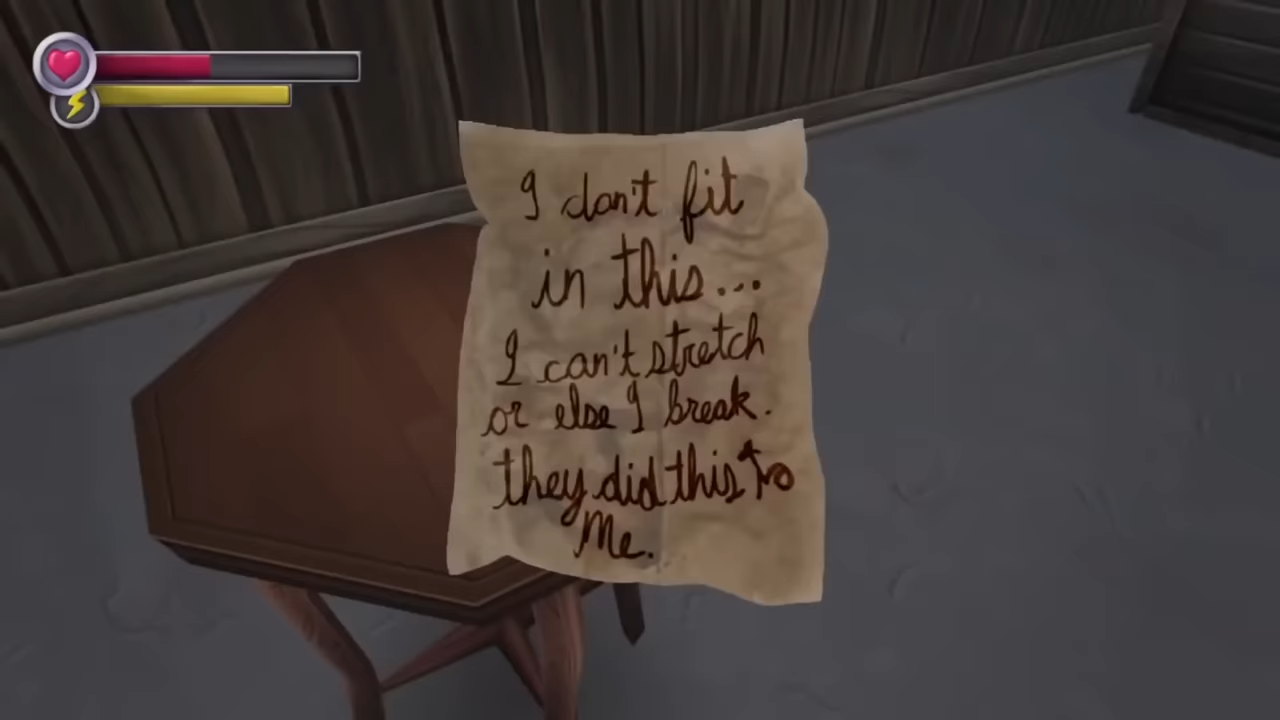 I don't fit
in this...
I can't stretch
or else I break.
they did this to
Me.